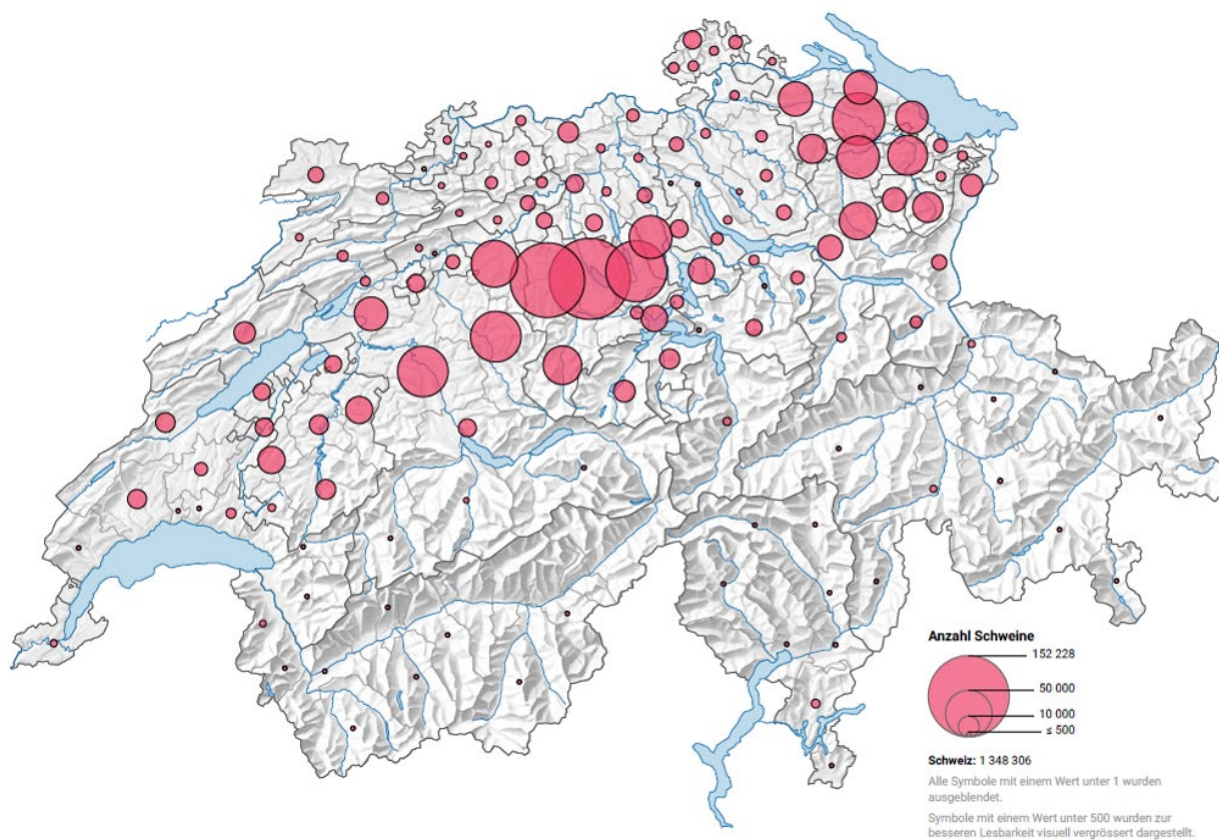 Anzahl Schweine
152 228
50 000
10 000
≤ 500
Schweiz: 1 348 306
Alle Symbole mit einem Wert unter 1 wurden
ausgeblendet.
Symbole mit einem Wert unter 500 wurden zur
besseren Lesbarkeit visuell vergrössert dargestellt.